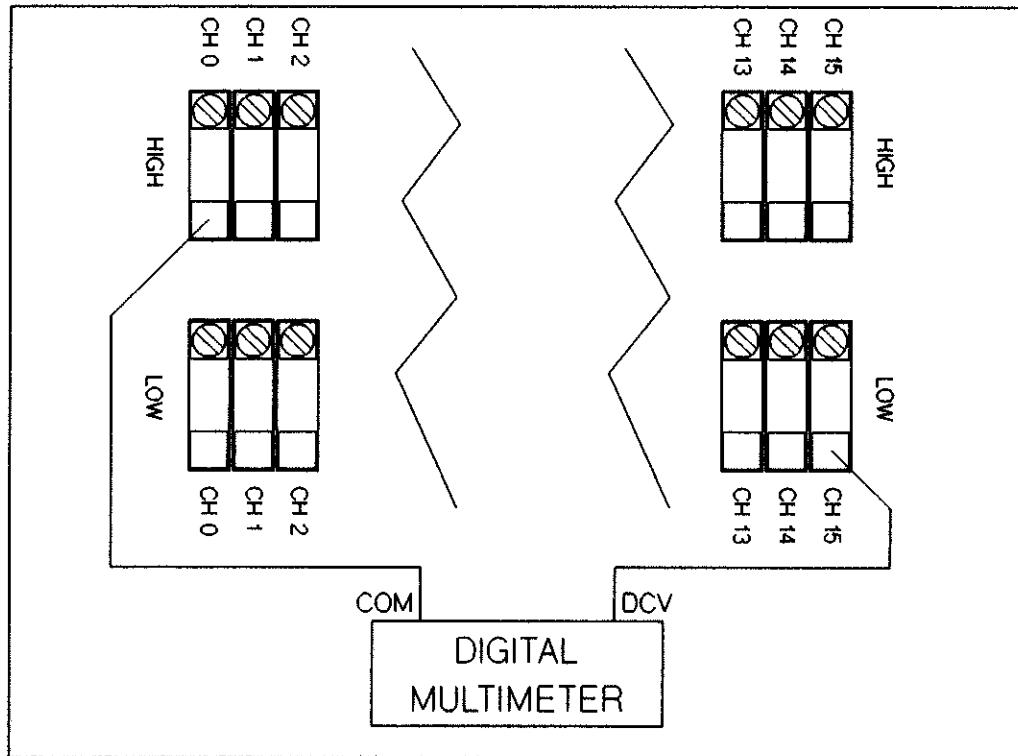 CH 0
CH 1
CH 2
CH 13
CH 14
CH 15
HIGH
HIGH
LOW
LOW
CH 0
CH 1
CH 2
CH 13
CH 14
CH 15
COM
DCV
DIGITAL
MULTIMETER